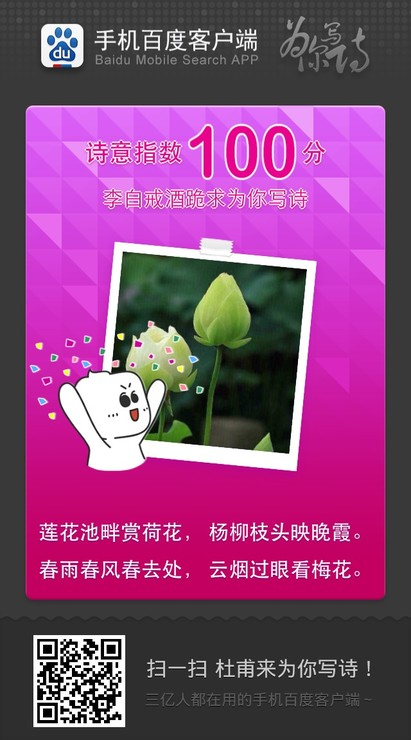 du
手机百度客户端
Baidu Mobile Search APP
为你写诗
诗意指数100分
李白戒酒跪求为你写诗
莲花池畔赏荷花，杨柳枝头映晚霞。
春雨春风春去处，云烟过眼看梅花。
扫一扫 杜甫来为你写诗！
三亿人都在用的手机百度客户端~